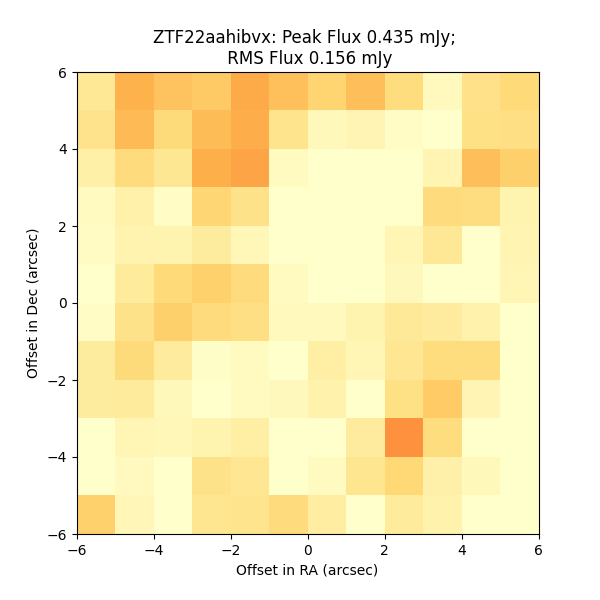 ZTF22aahibvx: Peak Flux 0.435 mJy;
RMS Flux 0.156 mJy
6
4
2
0
−2
−4
−6
Offset in Dec (arcsec)
−6 −4 −2 0 2 4 6
Offset in RA (arcsec)